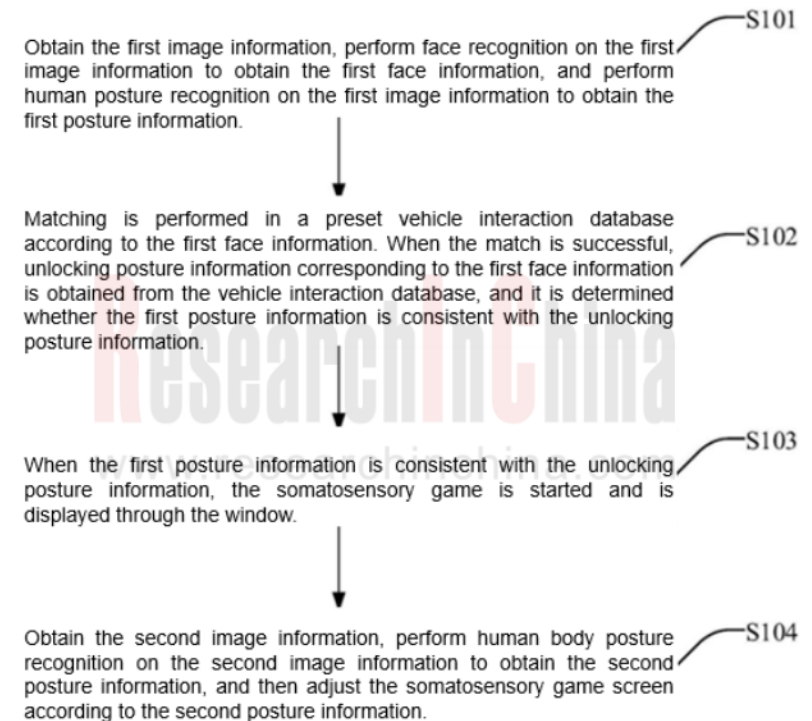 S101
Obtain the first image information, perform face recognition on the first
image information to obtain the first face information, and perform
human posture recognition on the first image information to obtain the
first posture information.
Matching is performed in a preset vehicle interaction database
S102
according to the first face information. When the match is successful,
unlocking posture information corresponding to the first face information
is obtained from the vehicle interaction database, and it is determined
whether the first posture information is consistent with the unlocking
posture information.
ResearchInChina
www.researchinchina.com
S103
When the first posture information is consistent with the unlocking
posture information, the somatosensory game is started and is
displayed through the window.
S104
Obtain the second image information, perform human body posture
recognition on the second image information to obtain the second
posture information, and then adjust the somatosensory game screen
according to the second posture information.